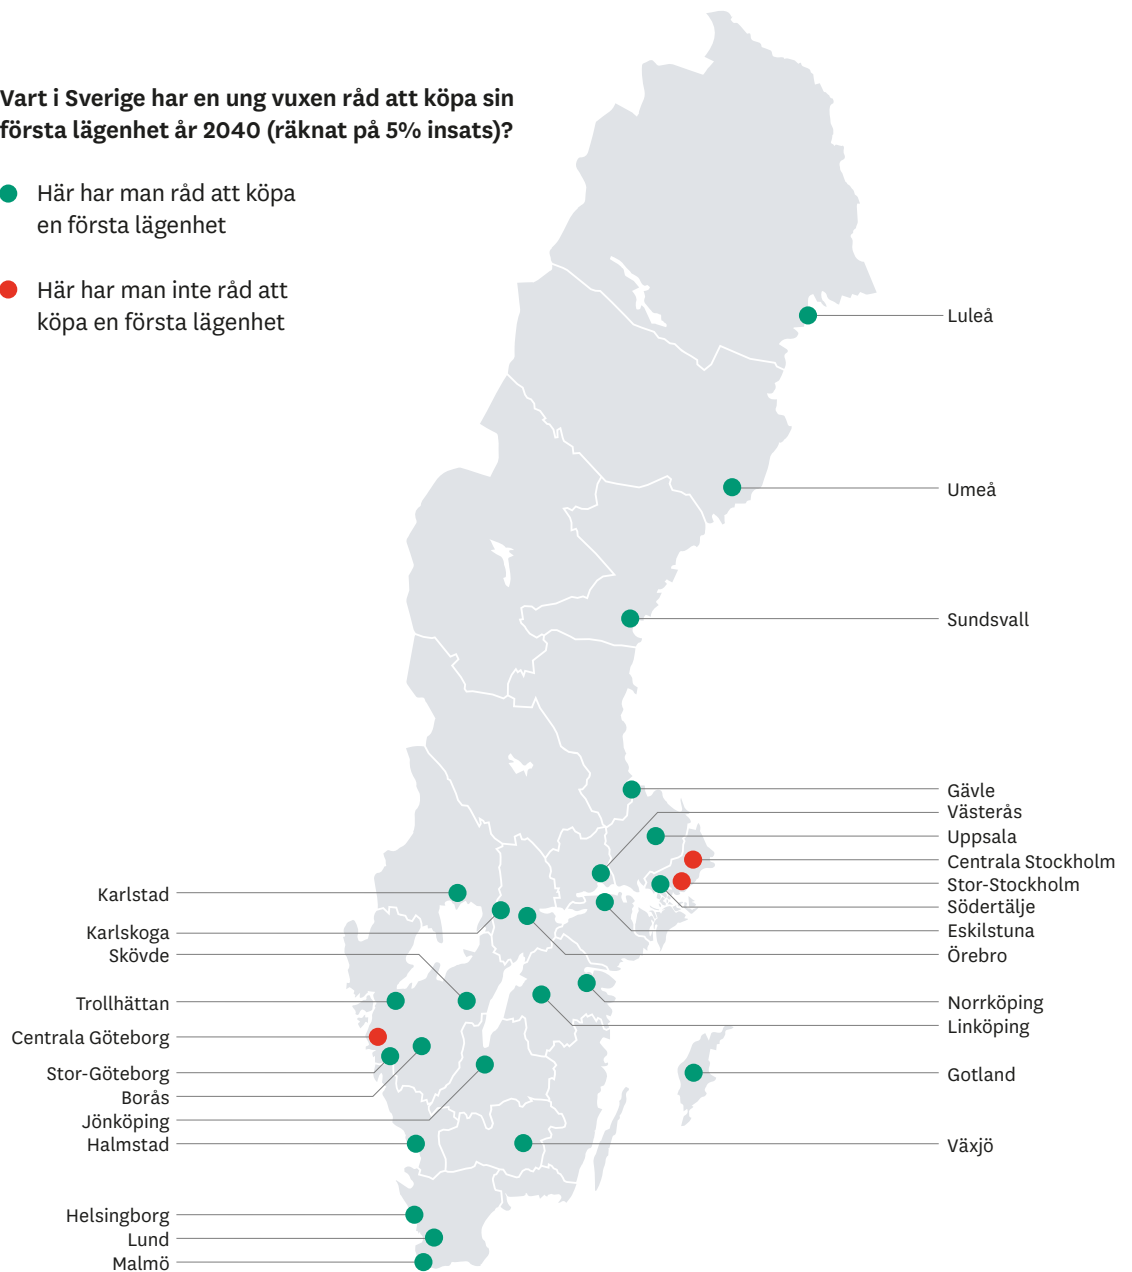 Vart i Sverige har en ung vuxen råd att köpa sin
första lägenhet år 2040 (räknat på 5% insats)?
Här har man råd att köpa
en första lägenhet
Här har man inte råd att
köpa en första lägenhet
Luleå
Umeå
Sundsvall
Gävle
Västerås
Uppsala
Centrala Stockholm
Stor-Stockholm
Södertälje
Eskilstuna
Örebro
Norrköping
Linköping
Gotland
Växjö
Karlstad
Karlskoga
Skövde
Trollhättan
Centrala Göteborg
Stor-Göteborg
Borås
Jönköping
Halmstad
Helsingborg
Lund
Malmö